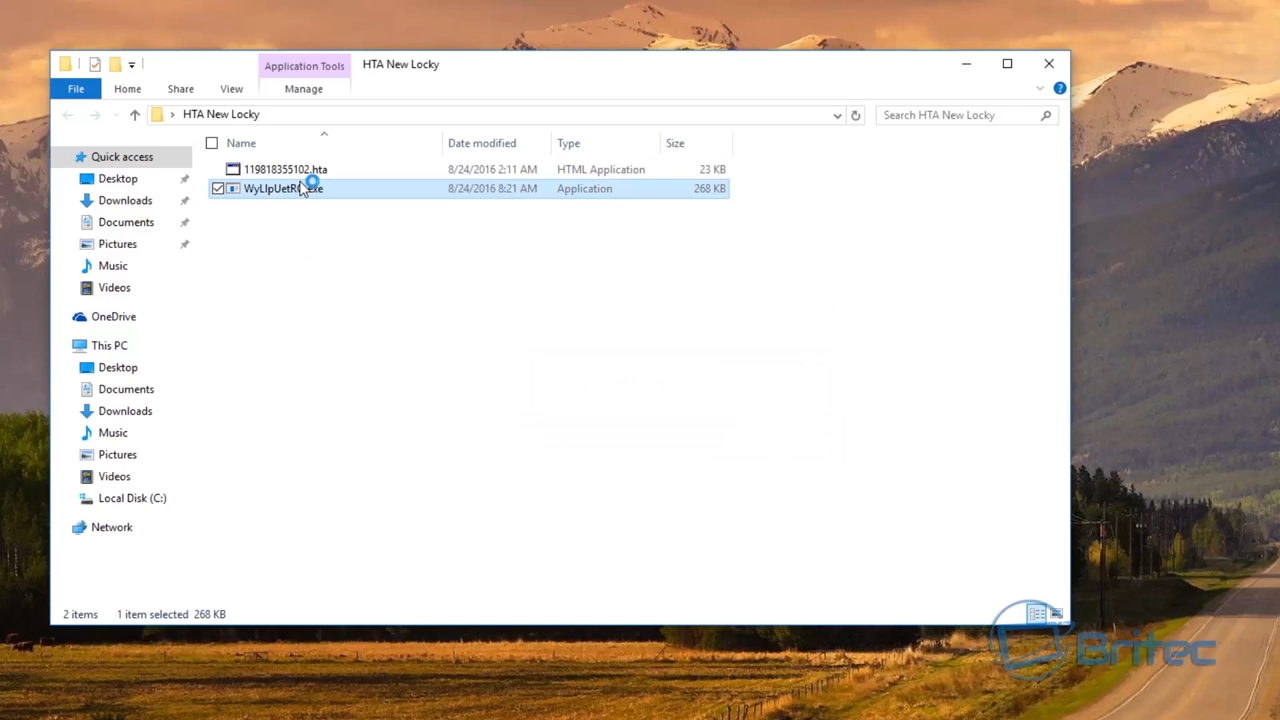 Application Tools
HTA New Locky
File
Home
Share
View
Manage
HTA New Locky
Search HTA New Locky
Name
Date modified
Type
Size
Quick access
Desktop
Downloads
Documents
Pictures
Music
Videos
OneDrive
This PC
Desktop
Documents
Downloads
Music
Pictures
Videos
Local Disk (C:)
Network
119818355102.hta
8/24/2016 2:11 AM
HTML Application
23 KB
8/24/2016 8:21 AM
Application
268 KB
2 items
1 item selected 268 KB
Britec